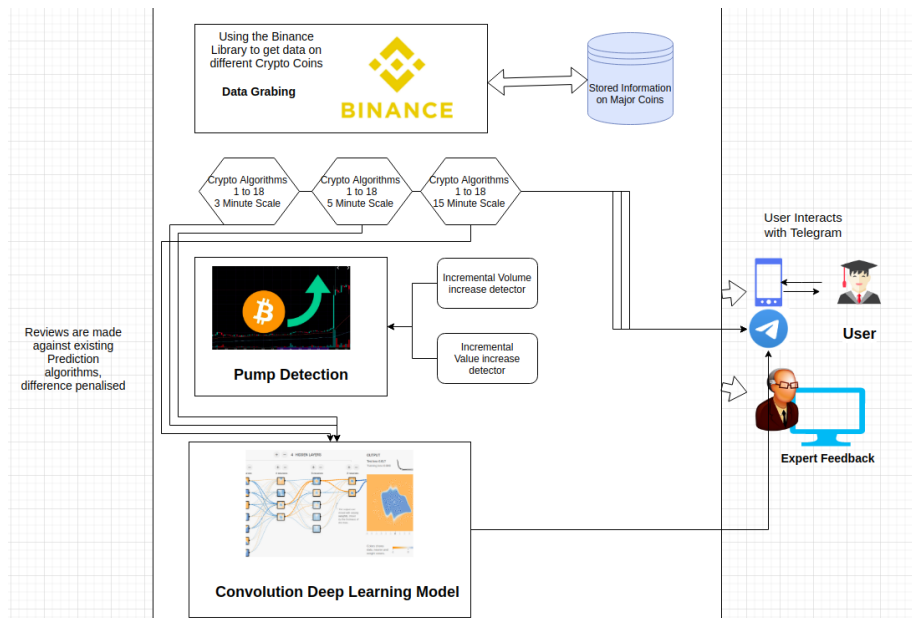 Using the Binance
Library to get data on
different Crypto Coins
Data Grabing
BINANCE
Stored Information
on Major Coins
Crypto Algorithms
1 to 18
3 Minute Scale
Crypto Algorithms
1 to 18
5 Minute Scale
Crypto Algorithms
1 to 18
15 Minute Scale
User Interacts
with Telegram
Incremental Volume
increase detector
Incremental
Value increase
detector
Pump Detection
User
Reviews are made
against existing
Prediction
algorithms,
difference penalised
Expert Feedback
OUTPUT
Convolution Deep Learning Model